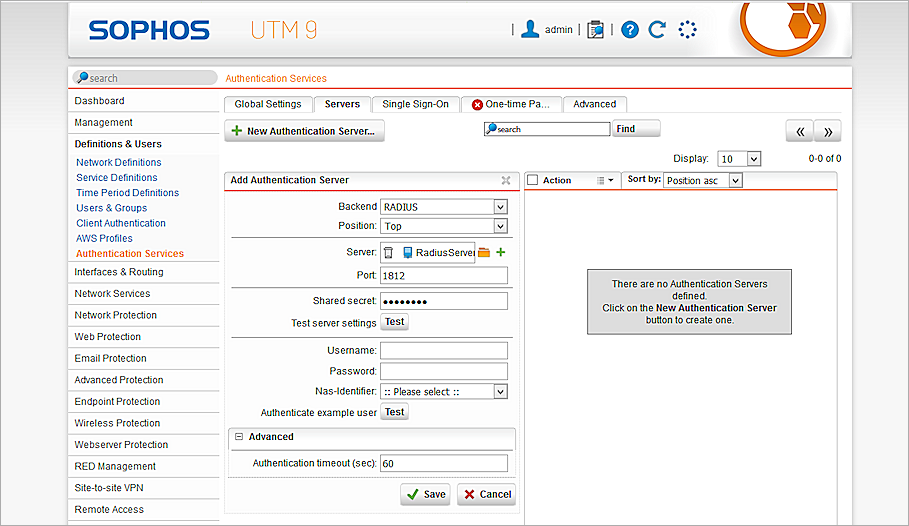 SOPHOS UTM 9 | admin | | ?
search Authentication Services
Dashboard
Management
Definitions & Users
Network Definitions
Service Definitions
Time Period Definitions
Users & Groups
Client Authentication
AWS Profiles
Authentication Services
Interfaces & Routing
Network Services
Network Protection
Web Protection
Email Protection
Advanced Protection
Endpoint Protection
Wireless Protection
Webserver Protection
RED Management
Site-to-site VPN
Remote Access
Global Settings Servers Single Sign-On One-time Pa... Advanced
+ New Authentication Server... search Find « »
Display: 10 0-0 of 0
Add Authentication Server
Backend RADIUS
Position: Top
Server: RadiusServer
Port: 1812
Shared secret: ●●●●●●●●
Test server settings Test
Username:
Password:
Nas-Identifier: :: Please select ::
Authenticate example user Test
Advanced
Authentication timeout (sec): 60
Save Cancel
Action Sort by: Position asc
There are no Authentication Servers
defined.
Click on the New Authentication Server
button to create one.